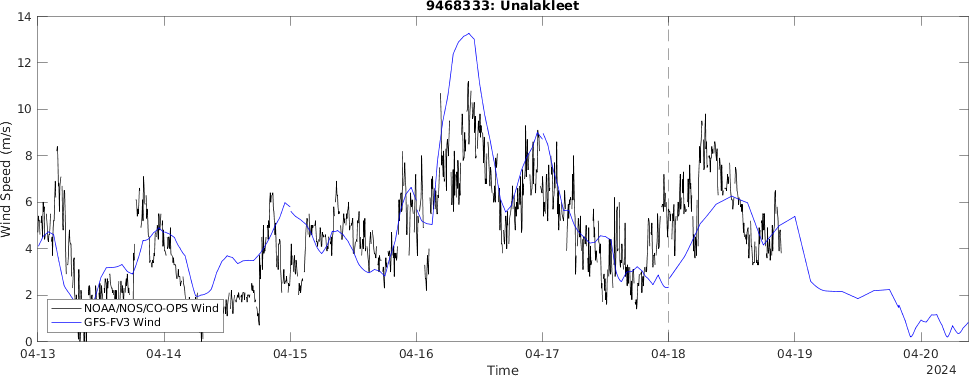 9468333: Unalakleet
14
12
10
8
6
4
2
0
Wind Speed (m/s)
NOAA/NOS/CO-OPS Wind
GFS-FV3 Wind
04-13 04-14 04-15 04-16 04-17 04-18 04-19 04-20
Time
2024